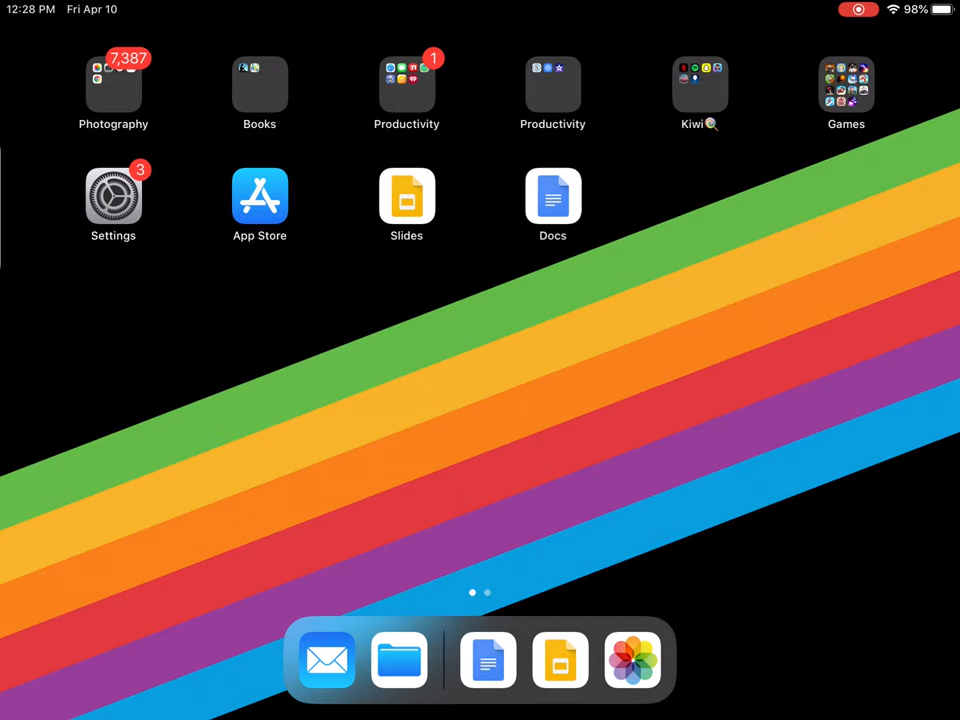 12:28 PM Fri Apr 10 98%
7,387 1
Photography Books Productivity Productivity Kiwi🍭 Games
3
Settings App Store Slides Docs